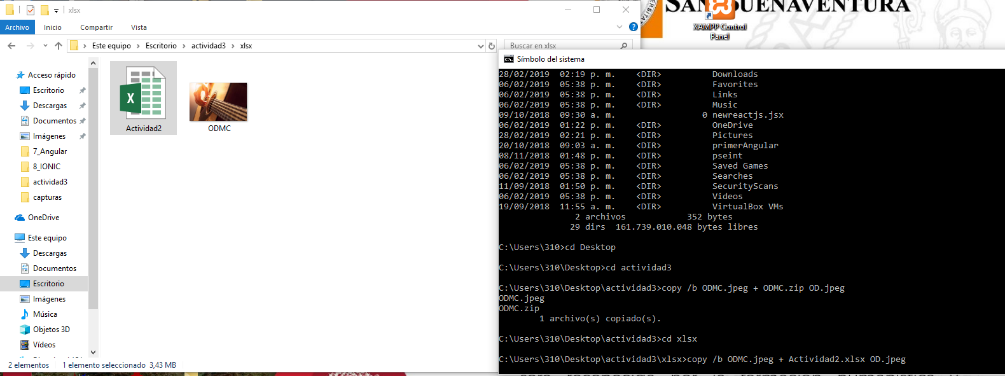 Archivo Inicio Compartir Vista
Este equipo > Escritorio > actividad3 > xlsx
Buscar en xlsx
Acceso rápido
Escritorio
Descargas
Documentos
Imágenes
7_Angular
8_IONIC
actividad3
capturas
OneDrive
Este equipo
Descargas
Documentos
Escritorio
Imágenes
Música
Objetos 3D
Vídeos
Actividad2
ODMC
2 elementos 1 elemento seleccionado 3,43 MB
SAN BUENAVENTURA
XAMPP Control
Panel
Símbolo del sistema
28/02/2019 02:19 p. m. <DIR> Downloads
06/02/2019 05:38 p. m. <DIR> Favorites
06/02/2019 05:38 p. m. <DIR> Links
06/02/2019 05:38 p. m. <DIR> Music
09/10/2018 09:30 a. m. 0 newreactjs.jsx
06/02/2019 01:22 p. m. <DIR> OneDrive
28/02/2019 02:21 p. m. <DIR> Pictures
20/10/2018 09:03 a. m. <DIR> primerAngular
08/11/2018 01:48 p. m. <DIR> pseint
06/02/2019 05:38 p. m. <DIR> Saved Games
06/02/2019 05:38 p. m. <DIR> Searches
11/09/2018 01:50 p. m. <DIR> SecurityScans
06/02/2019 05:38 p. m. <DIR> Videos
19/09/2018 11:55 a. m. <DIR> VirtualBox VMs
2 archivos 352 bytes
29 dirs 161.739.010.048 bytes libres
C:\Users\310>cd Desktop
C:\Users\310\Desktop>cd actividad3
C:\Users\310\Desktop\actividad3>copy /b ODMC.jpeg + ODMC.zip OD.jpeg
ODMC.jpeg
ODMC.zip
1 archivo(s) copiado(s).
C:\Users\310\Desktop\actividad3>cd xlsx
C:\Users\310\Desktop\actividad3\xlsx>copy /b ODMC.jpeg + Actividad2.xlsx OD.jpeg